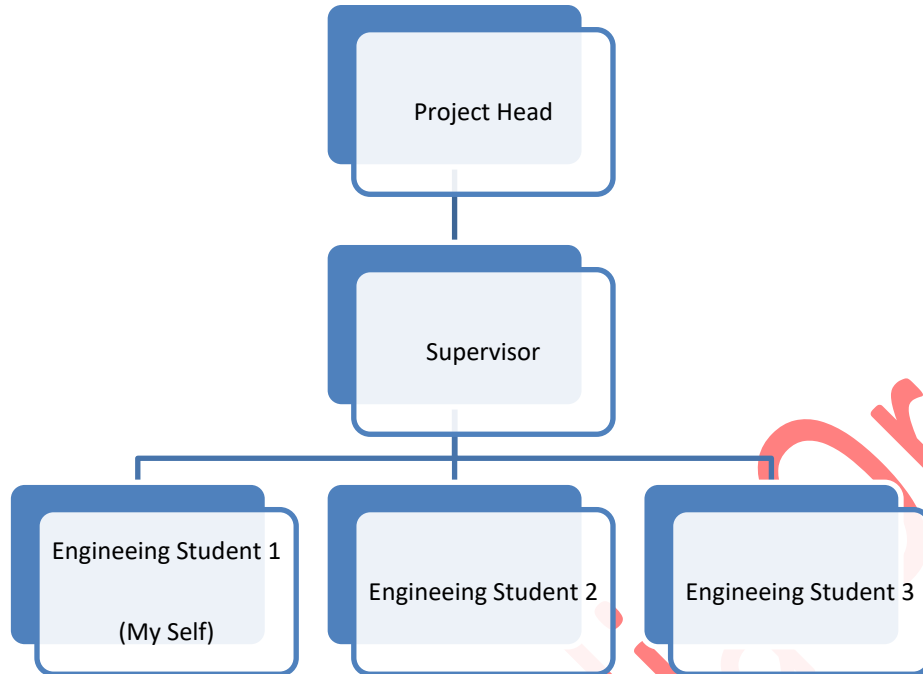 Project Head
Supervisor
Engineeing Student 1
(My Self)
Engineeing Student 2
Engineeing Student 3